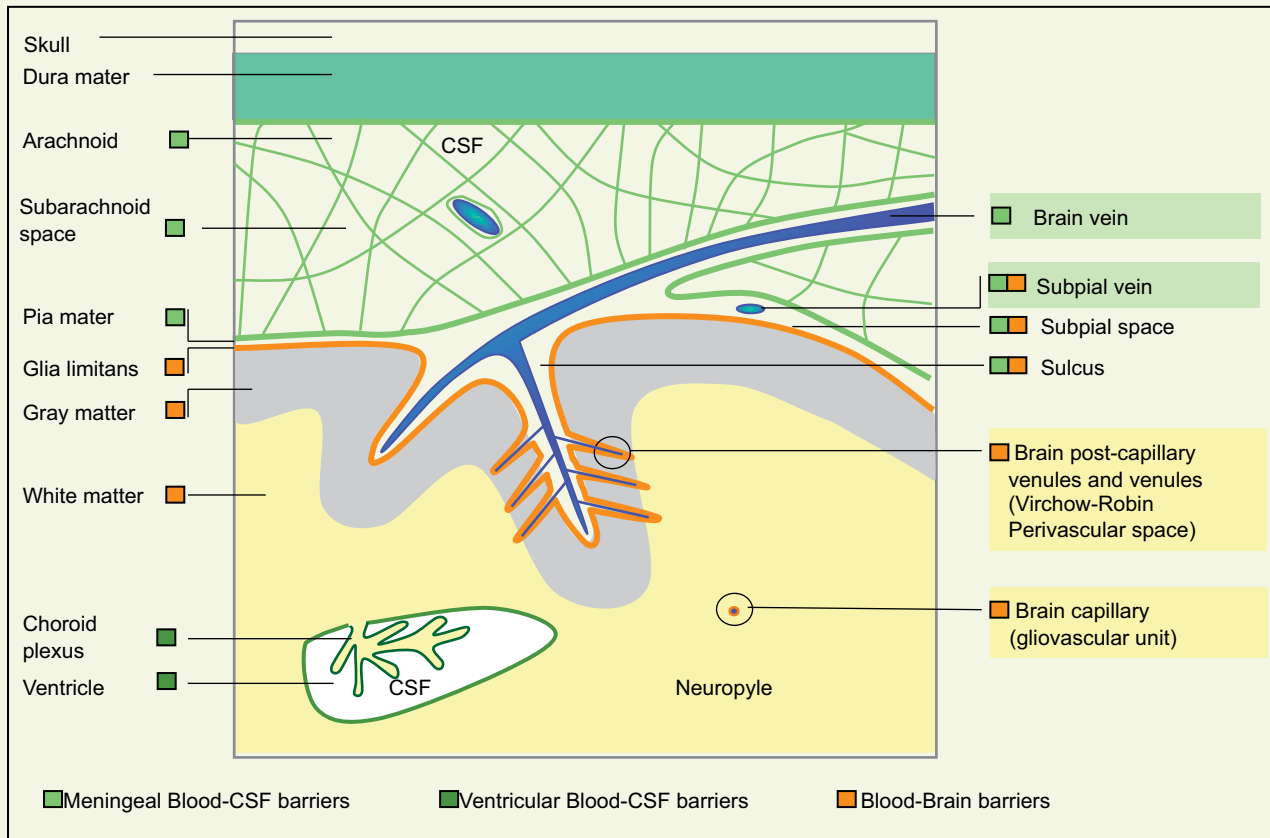 Skull
Dura mater
Arachnoid
CSF
Subarachnoid
space
Pia mater
Glia limitans
Gray matter
White matter
Choroid
plexus
Ventricle
CSF
Neuropyle
Brain vein
Subpial vein
Subpial space
Sulcus
Brain post-capillary
venules and venules
(Virchow-Robin
Perivascular space)
Brain capillary
(gliovascular unit)
Meningeal Blood-CSF barriers
Ventricular Blood-CSF barriers
Blood-Brain barriers